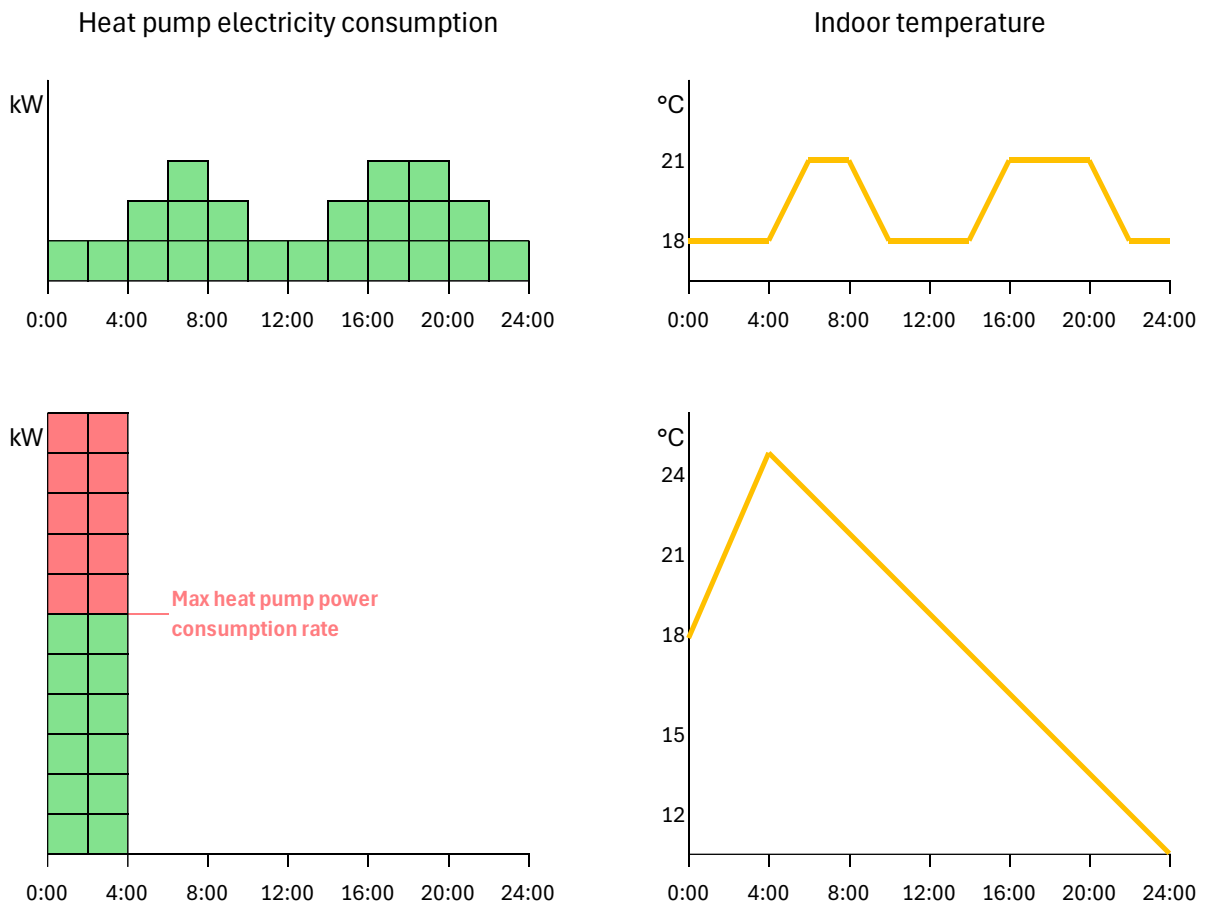 Heat pump electricity consumption
Indoor temperature
kW
0:00 4:00 8:00 12:00 16:00 20:00 24:00
°C
21
18
0:00 4:00 8:00 12:00 16:00 20:00 24:00
kW
Max heat pump power
consumption rate
0:00 4:00 8:00 12:00 16:00 20:00 24:00
°C
24
21
18
15
12
0:00 4:00 8:00 12:00 16:00 20:00 24:00